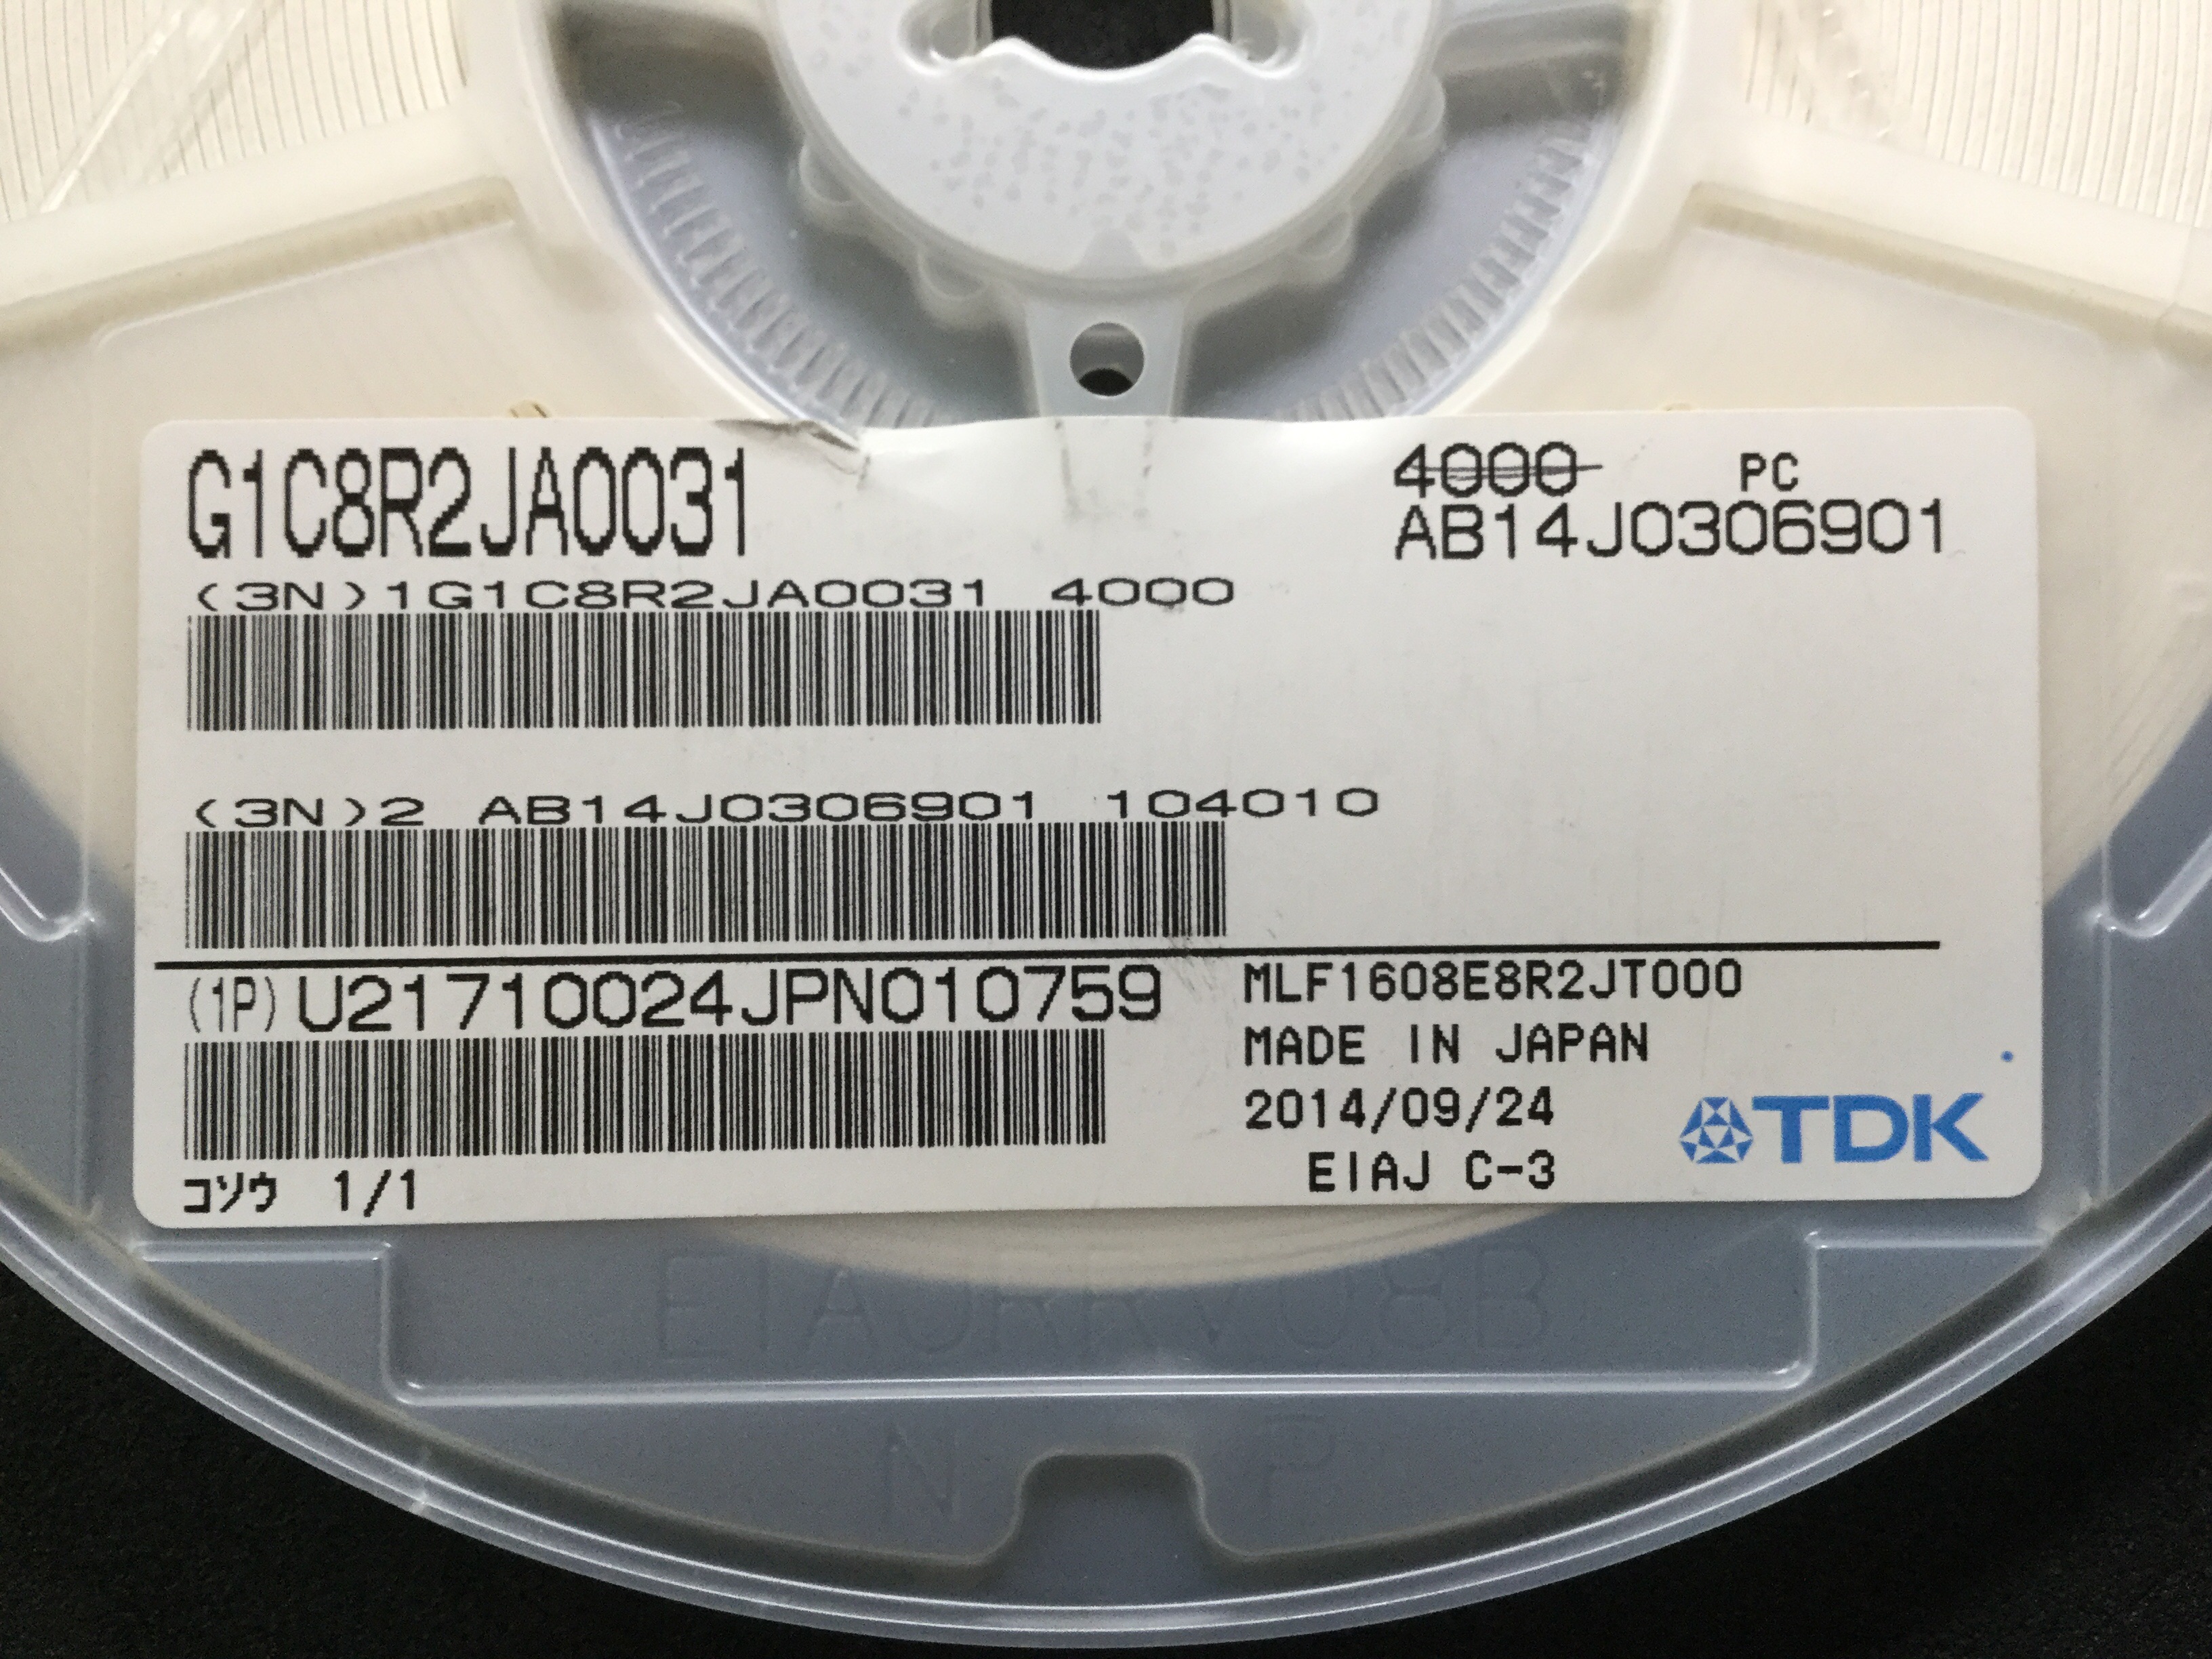 G1C8R2JA0031
4000 PC
AB14J0306901
(3N)1G1C8R2JA0031 4000
(3N)2 AB14J0306901 104010
(1P)U21710024JPN010759
MLF1608E8R2JT000
MADE IN JAPAN
2014/09/24
TDK
EIAJ C-3
コソウ 1/1
EIAJRRV08B
N P